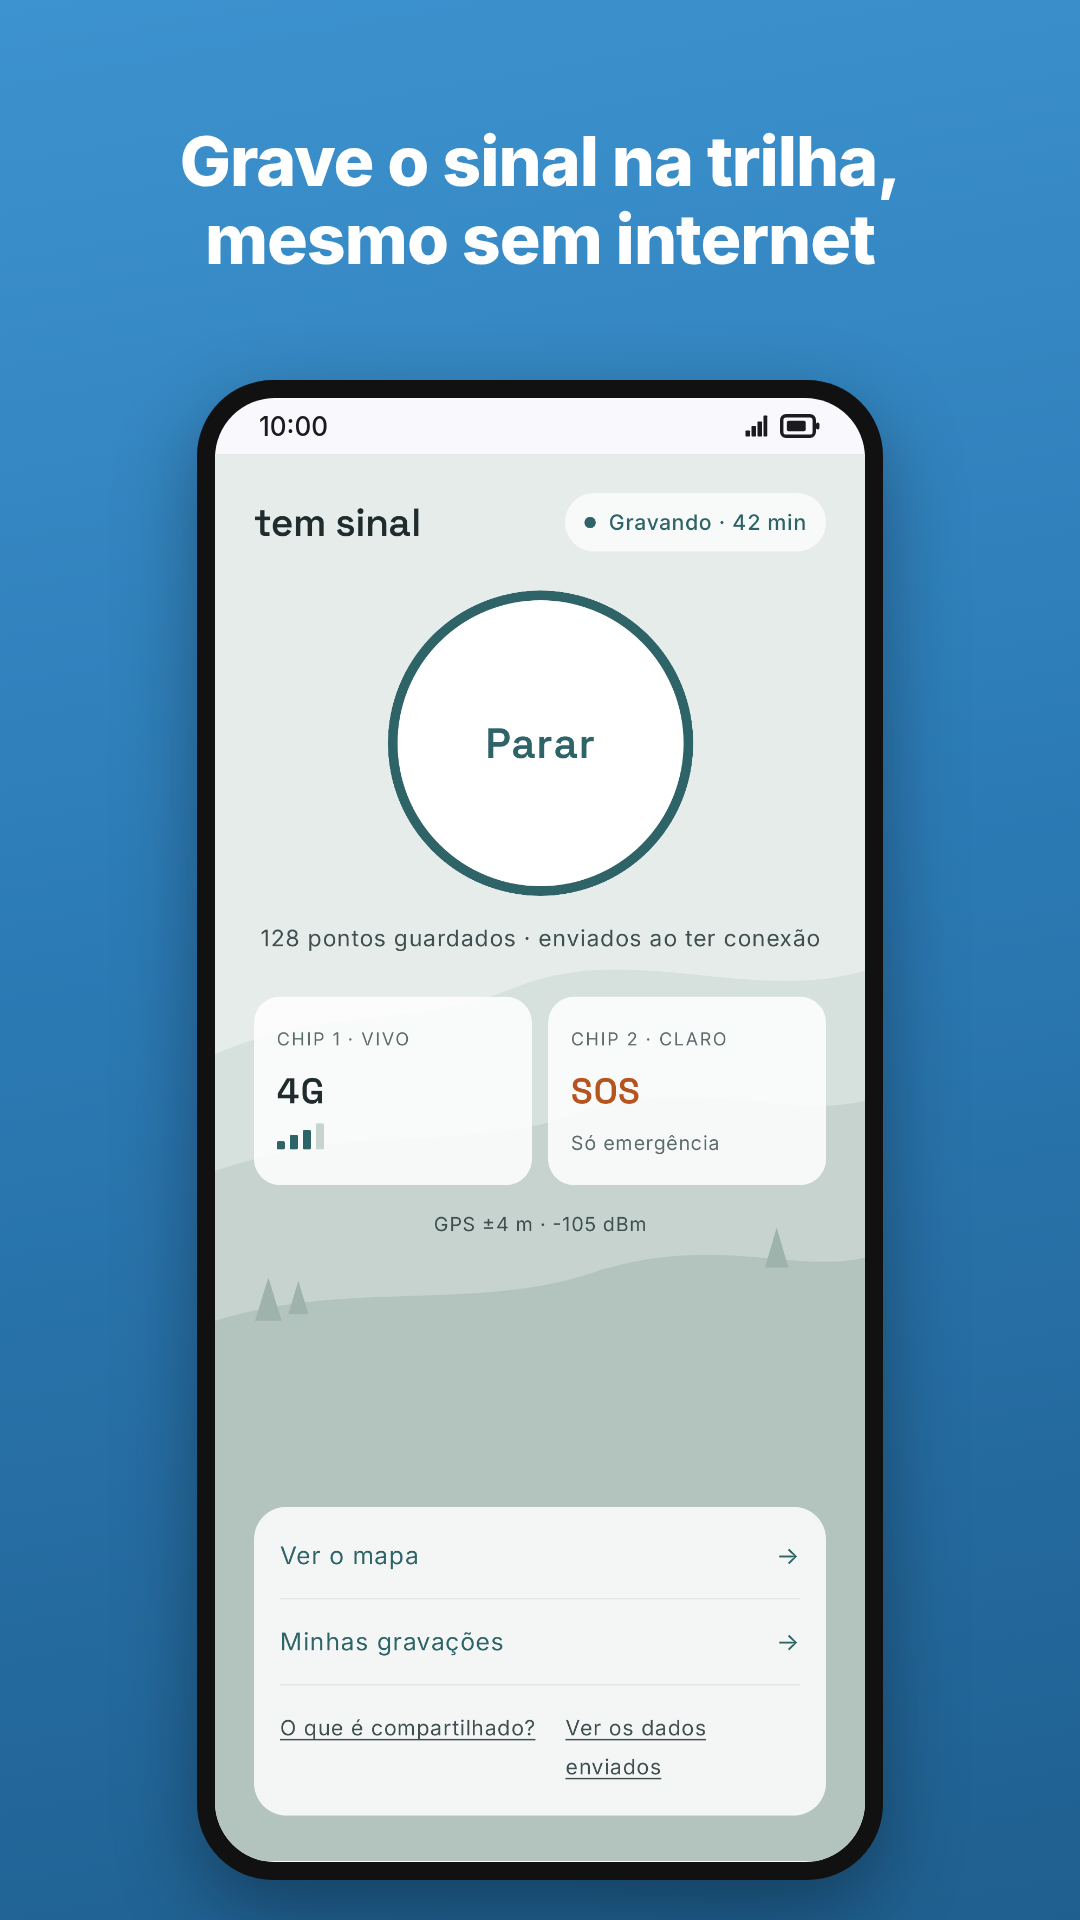 Grave o sinal na trilha,
mesmo sem internet
10:00
tem sinal
Gravando · 42 min
Parar
128 pontos guardados · enviados ao ter conexão
CHIP 1 · VIVO
4G
CHIP 2 · CLARO
SOS
Só emergência
GPS ±4 m · -105 dBm
Ver o mapa →
Minhas gravações →
O que é compartilhado?
Ver os dados
enviados